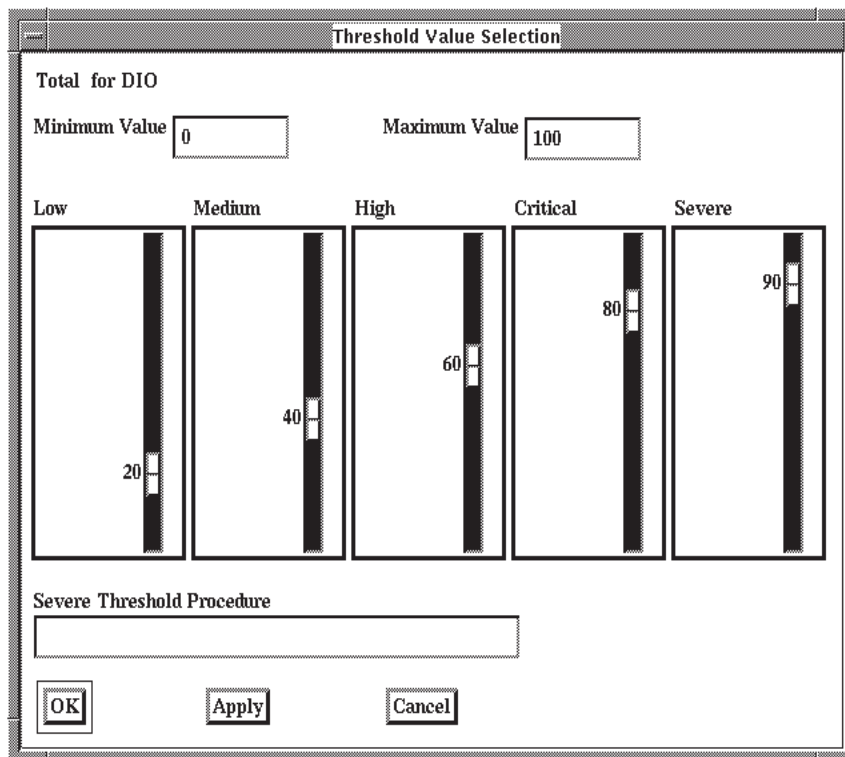 Threshold Value Selection
Total for DIO
Minimum Value 0 Maximum Value 100
Low Medium High Critical Severe
90
80
60
40
20
Severe Threshold Procedure
OK Apply Cancel